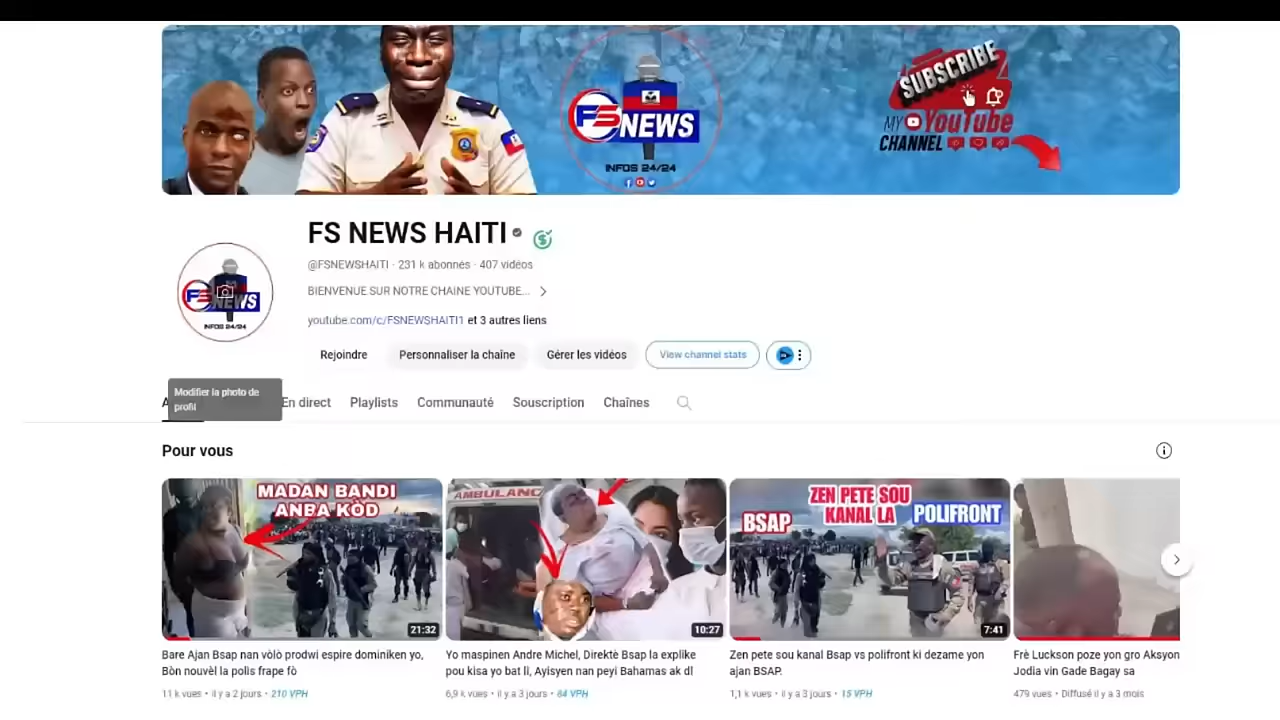 SUBSCRIBE
MY YouTube
CHANNEL
FS NEWS
INFOS 24/24
FS NEWS HAITI
@FSNEWSHAITI · 231 k abonnés · 407 vidéos
BIENVENUE SUR NOTRE CHAINE YOUTUBE...
youtube.com/c/FSNEWSHAITI1 et 3 autres liens
FS NEWS
INFOS 24/24
Rejoindre
Personnaliser la chaîne
Gérer les vidéos
View channel stats
Modifier la photo de
profil
A
En direct
Playlists
Communauté
Souscription
Chaînes
Pour vous
MADAN BANDI
ANBA KÒD
21:32
AMBULANC
10:27
ZEN PETE SOU
KANAL LA
BSAP
POLIFRONT
7:41
Bare Ajan Bsap nan vòlò prodwi espire dominiken yo,
Bòn nouvèl la polis frape fò
11 k vues • il y a 2 jours • 210 VPH
Yo maspinen Andre Michel, Direktè Bsap la explike
pou kisa yo bat li, Ayisyen nan peyi Bahamas ak dl
6,9 k vues • il y a 3 jours • 84 VPH
Zen pete sou kanal Bsap vs polifront ki dezame yon
ajan BSAP.
1,1 k vues • il y a 3 jours • 15 VPH
Frè Luckson poze yon gro Aksyon
Jodia vin Gade Bagay sa
479 vues • Diffusé il y a 3 mois